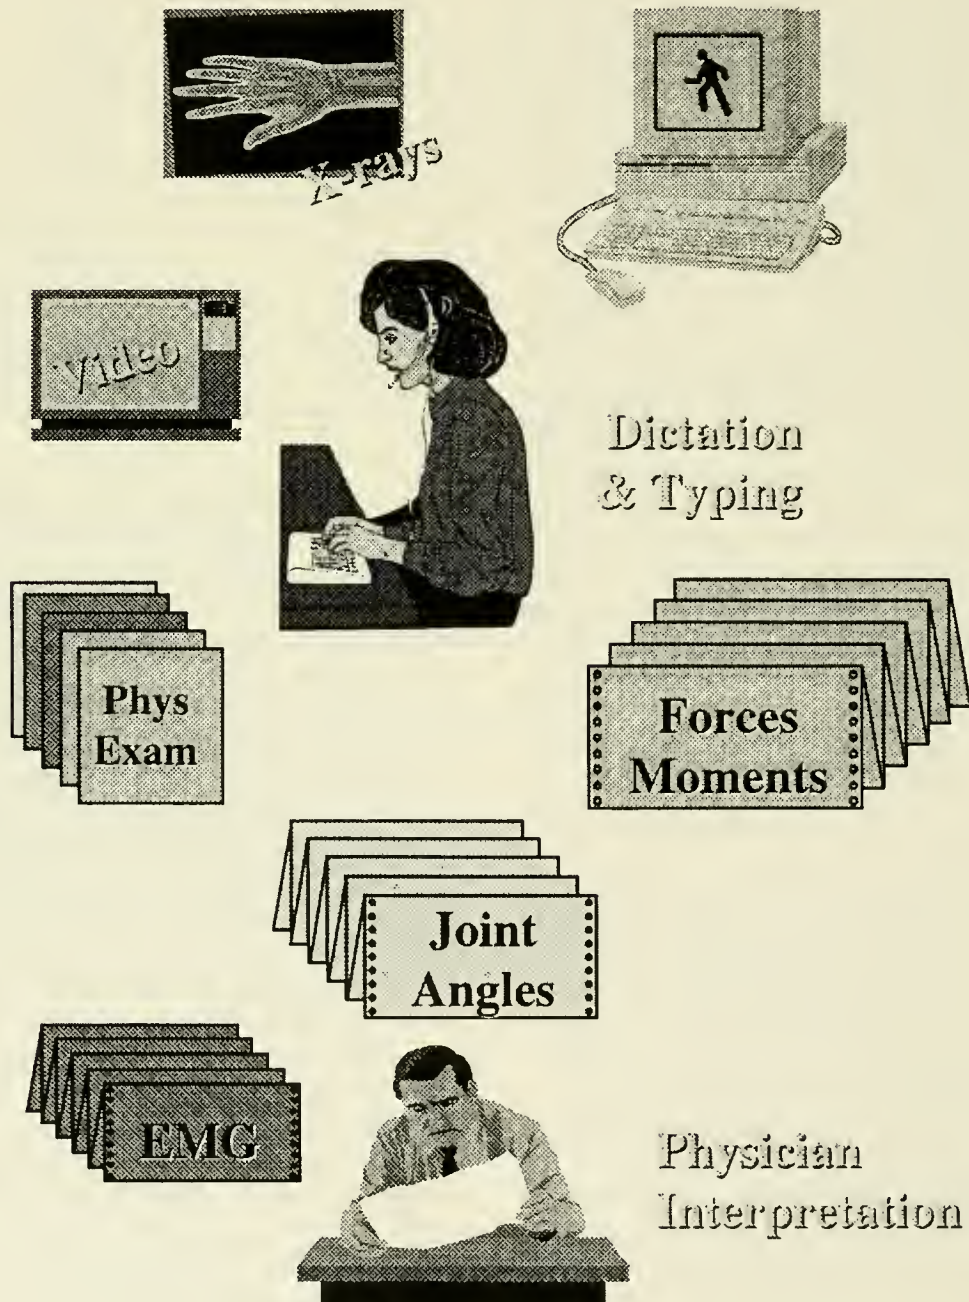 X-rays
Video
Dictation
& Typing
Phys
Exam
Forces
Moments
Joint
Angles
EMG
Physician
Interpretation